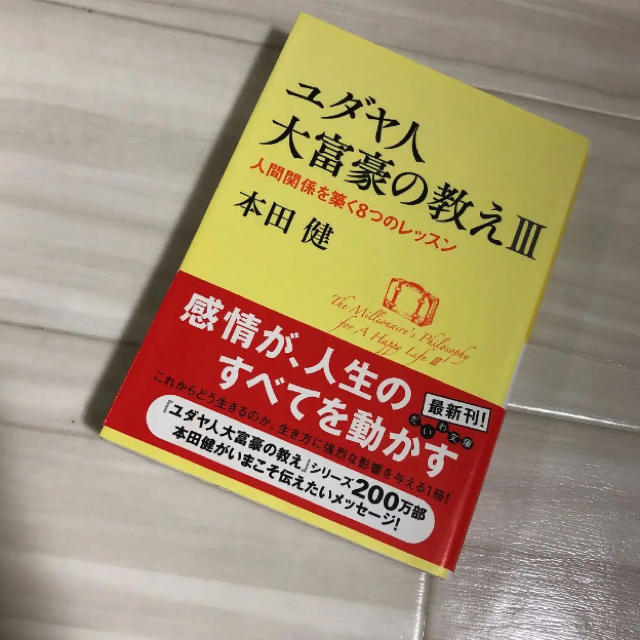 ユダヤ人
大富豪の教えⅢ
人間関係を築く8つのレッスン
本田 健
The Millionaire's Philosophy
for A Happy Life Ⅲ
感情が、人生の
すべてを動かす
最新刊!
だいわ文庫
これからどう生きるのか。生き方に強烈な影響を与える1冊!
『ユダヤ人大富豪の教え』シリーズ200万部
本田健がいまこそ伝えたいメッセージ!